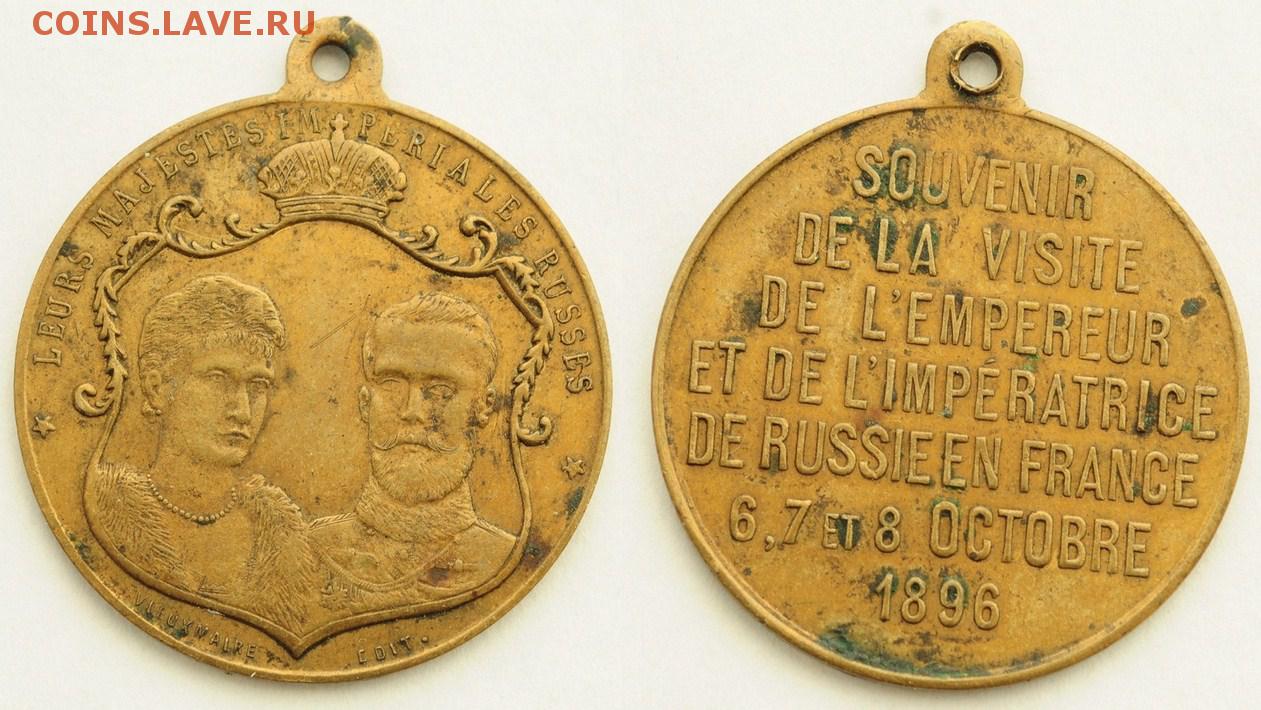 COINS.LAVE.RU
LEURS MAJESTES IMPERIALES RUSSES
EDIT.
SOUVENIR
DE LA VISITE
DE L'EMPEREUR
ET DE L'IMPÉRATRICE
DE RUSSIE EN FRANCE
6, 7 ET 8 OCTOBRE
1896